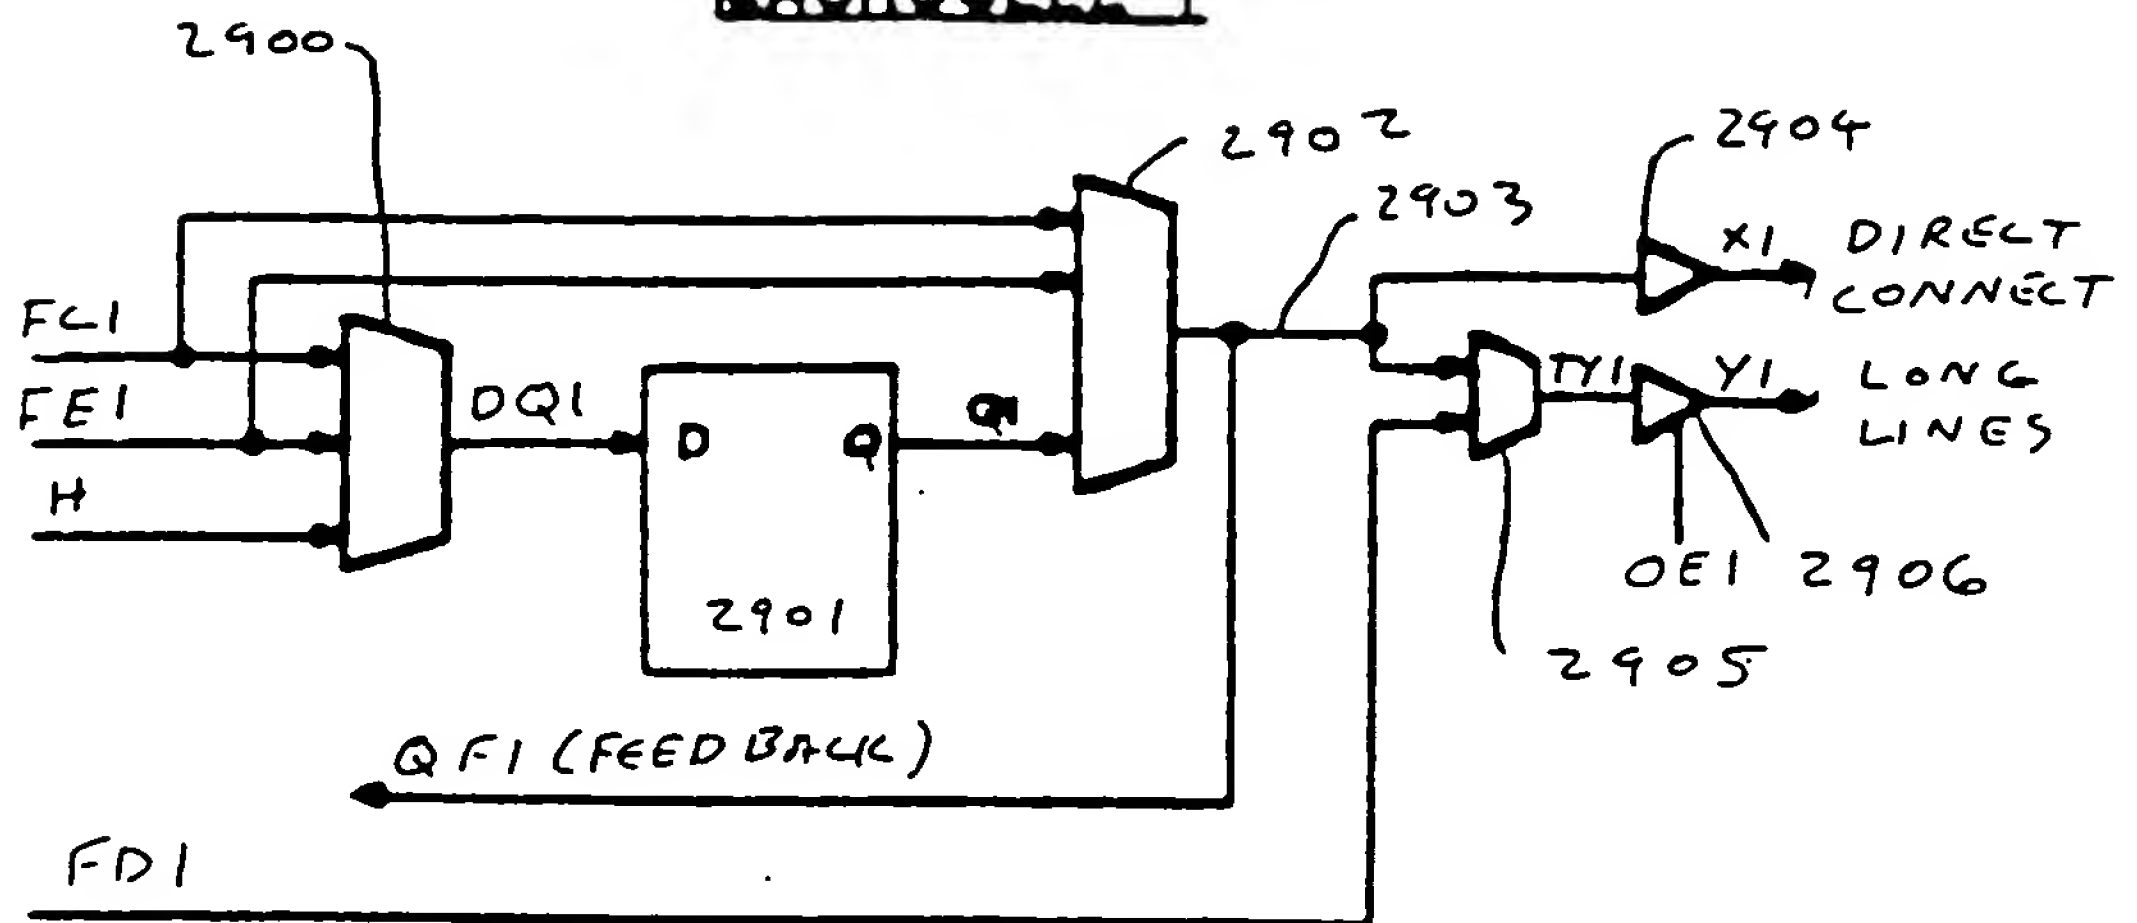 2900
2902
2904
2903
X1 DIRECT
CONNECT
FC1
FE1
DQ1
TY1
Y1 LONG
LINES
D
Q
H
OE1 2906
2901
2905
QF1 (FEEDBACK)
FD1